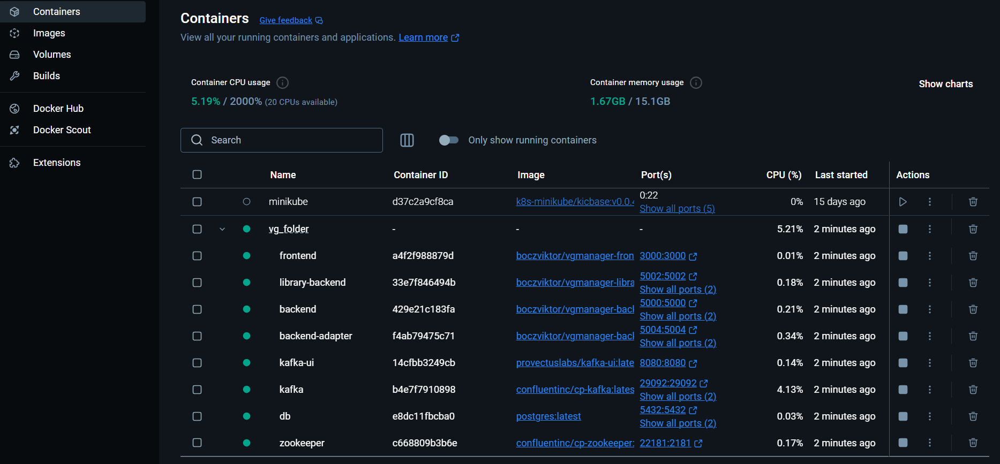 Containers
Images
Volumes
Builds
Docker Hub
Docker Scout
Extensions
Containers Give feedback
View all your running containers and applications. Learn more
Container CPU usage
5.19% / 2000% (20 CPUs available)
Container memory usage
1.67GB / 15.1GB
Show charts
Search
Only show running containers
Name Container ID Image Port(s) CPU (%) Last started Actions
minikube d37c2a9cf8ca k8s-minikube/kicbase:v0.0.4 0:22 Show all ports (5) 0% 15 days ago
vg_folder - - - 5.21% 2 minutes ago
frontend a4f2f988879d boczviktor/vgmanager-fron 3000:3000 0.01% 2 minutes ago
library-backend 33e7f846494b boczviktor/vgmanager-libra 5002:5002 Show all ports (2) 0.18% 2 minutes ago
backend 429e21c183fa boczviktor/vgmanager-back 5000:5000 Show all ports (2) 0.21% 2 minutes ago
backend-adapter f4ab79475c71 boczviktor/vgmanager-back 5004:5004 Show all ports (2) 0.34% 2 minutes ago
kafka-ui 14cfbb3249cb provectuslabs/kafka-ui:late 8080:8080 0.14% 2 minutes ago
kafka b4e7f7910898 confluentinc/cp-kafka:lates 29092:29092 Show all ports (2) 4.13% 2 minutes ago
db e8dc11fbcba0 postgres:latest 5432:5432 Show all ports (2) 0.03% 2 minutes ago
zookeeper c668809b3b6e confluentinc/cp-zookeeper: 22181:2181 0.17% 2 minutes ago